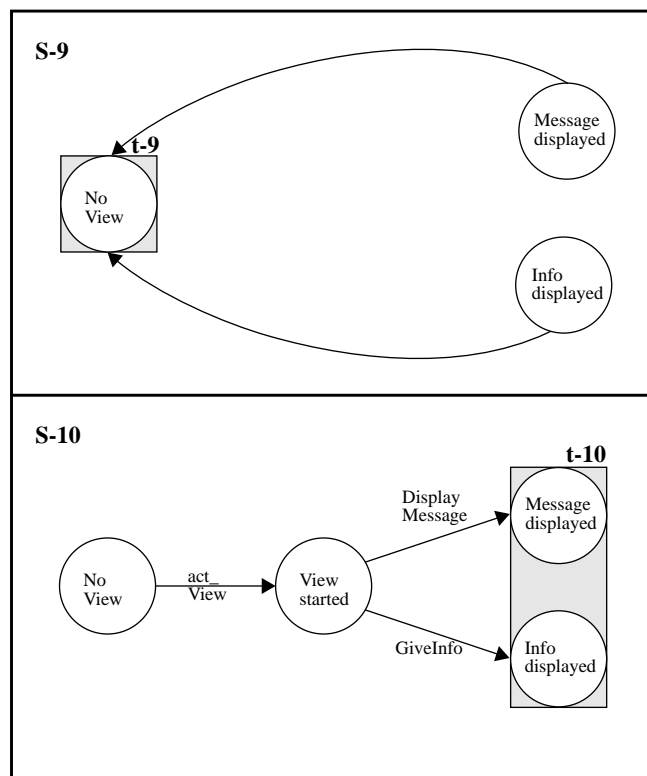 S-9
t-9
Message
displayed
No
View
Info
displayed
S-10
t-10
Display
Message
Message
displayed
No
View
act_
View
View
started
GiveInfo
Info
displayed